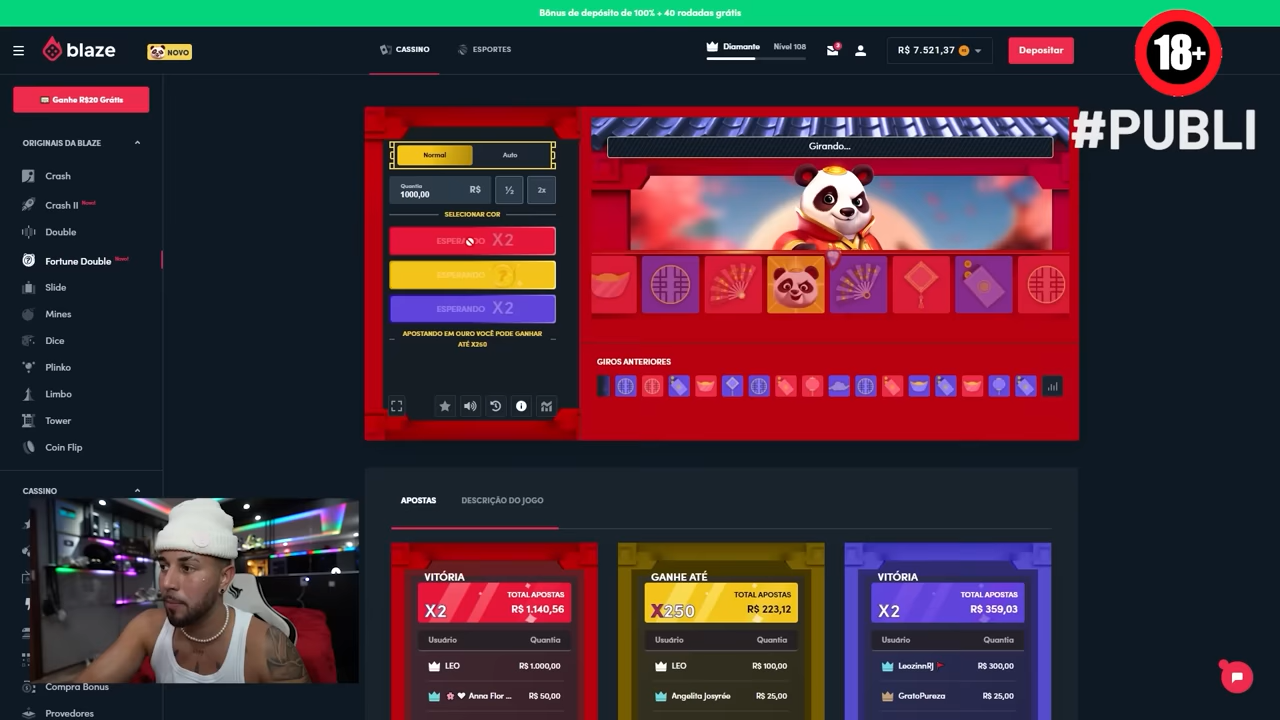 Bônus de depósito de 100% + 40 rodadas grátis
blaze
NOVO
CASSINO
ESPORTES
Diamante
Nível 108
R$ 7.521,37
Depositar
18+
#PUBLI
Ganhe R$20 Grátis
ORIGINAIS DA BLAZE
Crash
Crash II
Double
Fortune Double
Slide
Mines
Dice
Plinko
Limbo
Tower
Coin Flip
CASSINO
Compra Bonus
Provedores
Normal
Auto
Quantia
1000,00
R$
½
2x
SELECIONAR COR
ESPERANDO X2
ESPERANDO
ESPERANDO X2
APOSTANDO EM OURO VOCÊ PODE GANHAR
ATÉ X260
Girando...
GIROS ANTERIORES
APOSTAS
DESCRIÇÃO DO JOGO
VITÓRIA
X2
TOTAL APOSTAS
R$ 1.140,56
Usuário
Quantia
LEO
R$ 1.000,00
Anna Flor ...
R$ 50,00
GANHE ATÉ
X250
TOTAL APOSTAS
R$ 223,12
Usuário
Quantia
LEO
R$ 100,00
Angelita Josyrée
R$ 25,00
VITÓRIA
X2
TOTAL APOSTAS
R$ 359,03
Usuário
Quantia
LeozinnRJ
R$ 300,00
GratoPureza
R$ 25,00